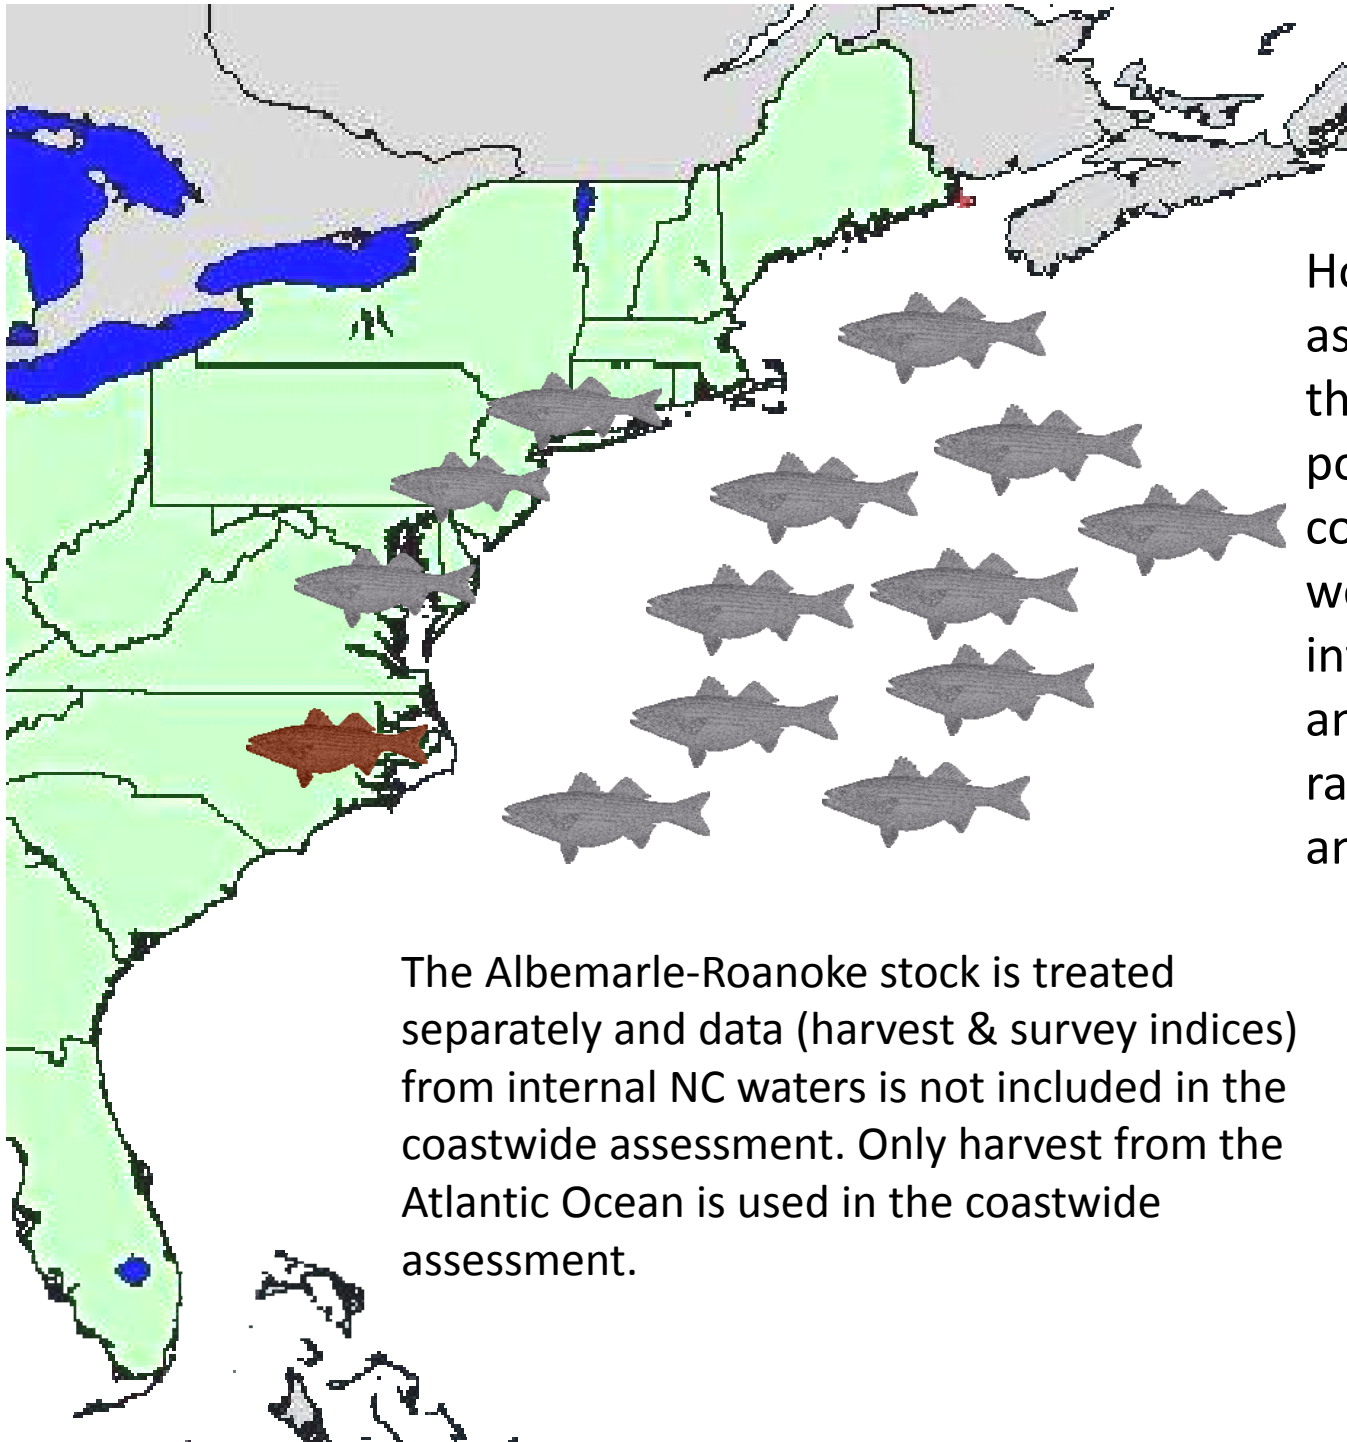 The Albemarle-Roanoke stock is treated
separately and data (harvest & survey indices)
from internal NC waters is not included in the
coastwide assessment. Only harvest from the
Atlantic Ocean is used in the coastwide
assessment.